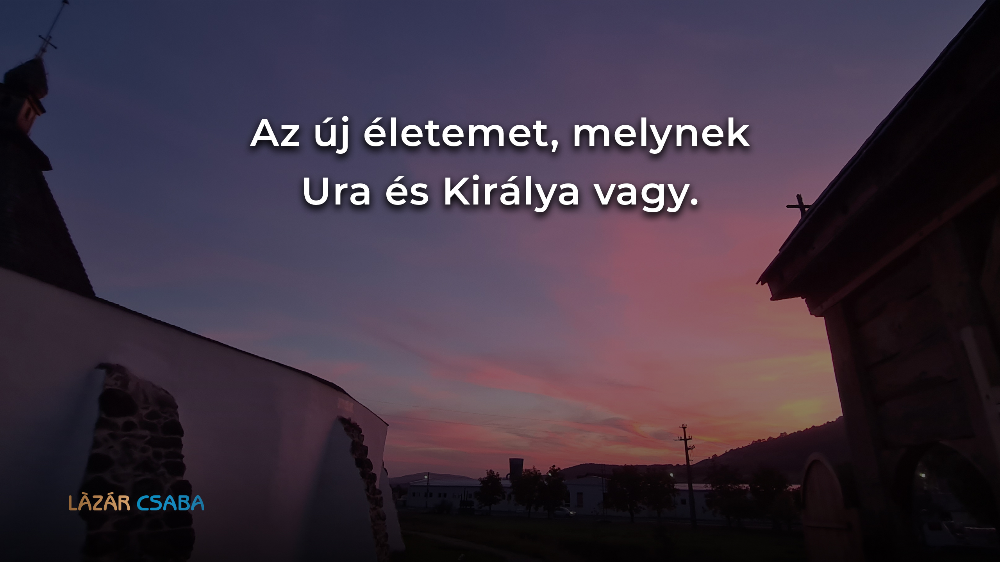 Az új életemet, melynek
Ura és Királya vagy.
LÀZÁR CSABA